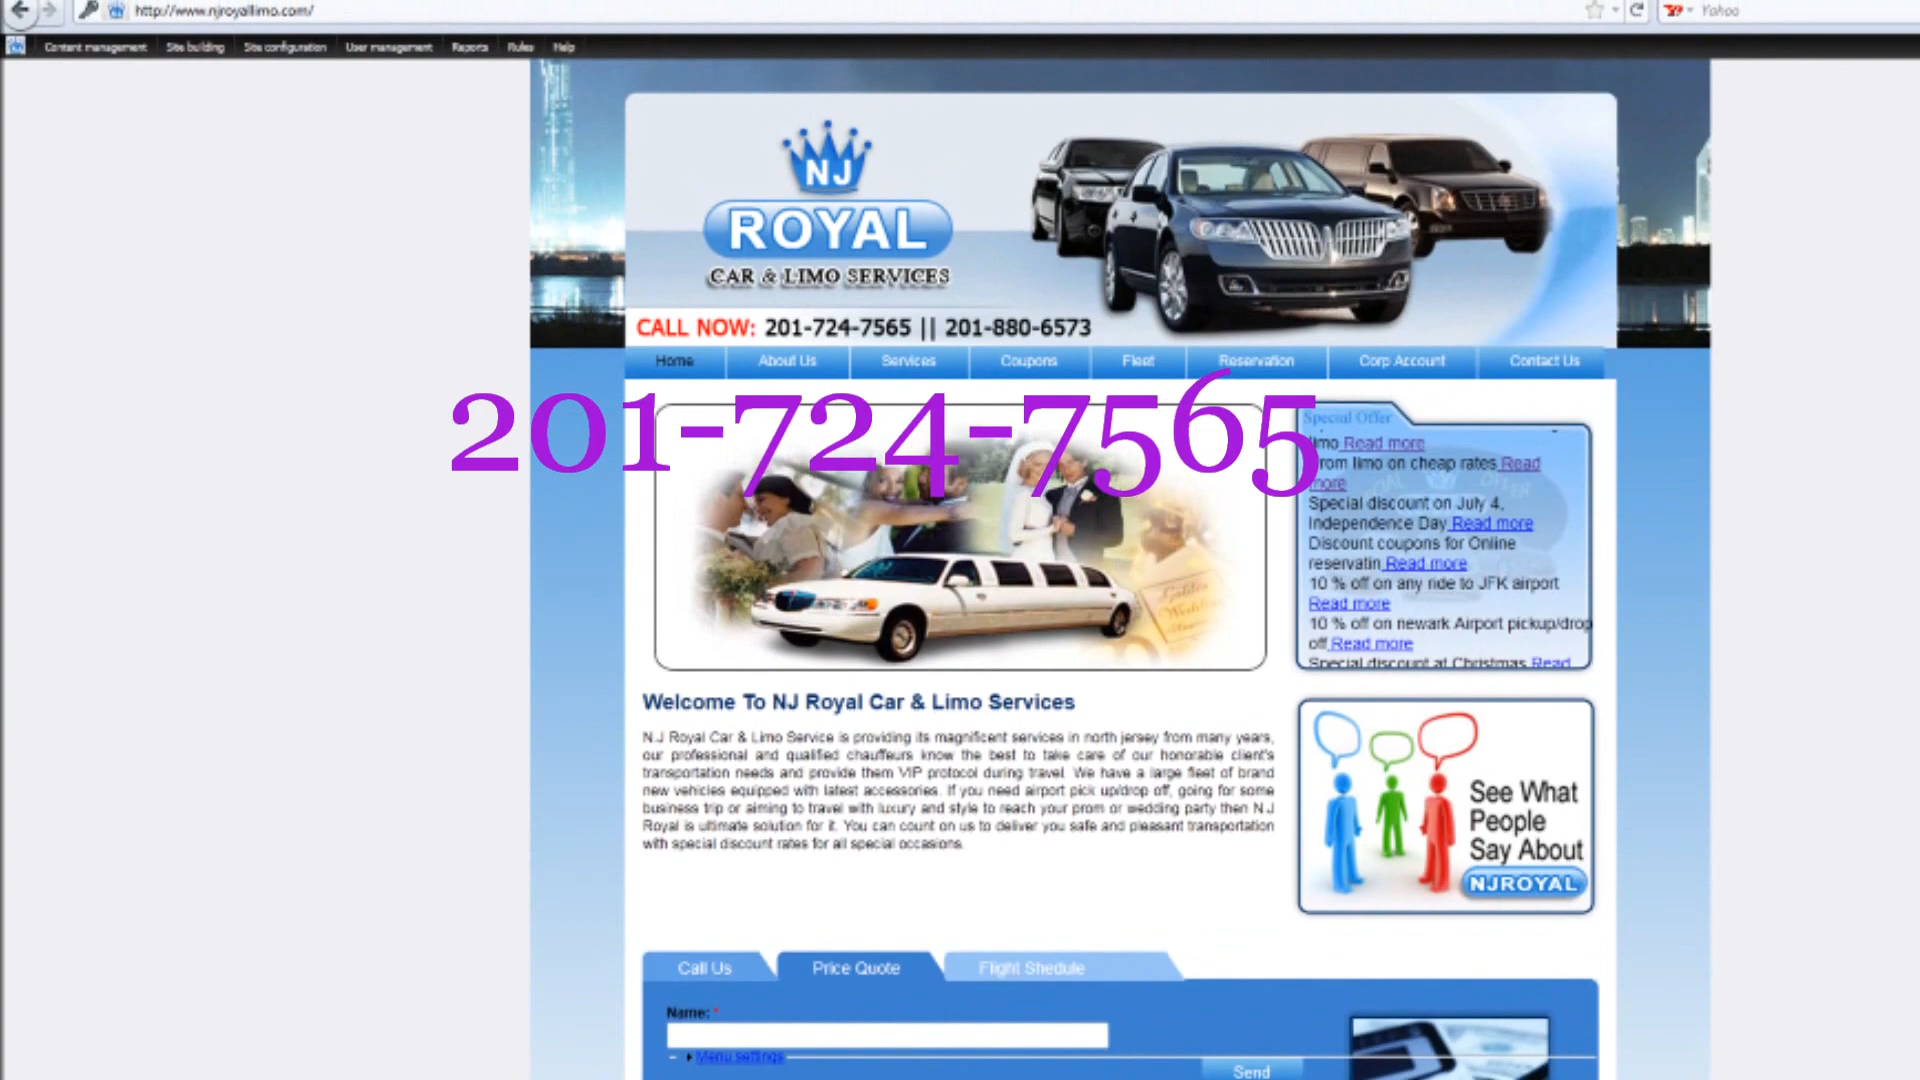 http://www.njroyallimo.com/
Yahoo
Content management Site building Site configuration User management Reports Rules Help
NJ
ROYAL
CAR & LIMO SERVICES
CALL NOW: 201-724-7565 || 201-880-6573
Home About Us Services Coupons Fleet Reservation Corp Account Contact Us
201-724-7565
Special Offer
limo Read more
Prom limo on cheap rates Read
more
Special discount on July 4,
Independence Day Read more
Discount coupons for Online
reservatin Read more
10 % off on any ride to JFK airport
Read more
10 % off on newark Airport pickup/drop
off Read more
Special discount at Christmas Read
Welcome To NJ Royal Car & Limo Services
N.J Royal Car & Limo Service is providing its magnificent services in north jersey from many years,
our professional and qualified chauffeurs know the best to take care of our honorable client's
transportation needs and provide them VIP protocol during travel. We have a large fleet of brand
new vehicles equipped with latest accessories. If you need airport pick up/drop off, going for some
business trip or aiming to travel with luxury and style to reach your prom or wedding party then N.J
Royal is ultimate solution for it. You can count on us to deliver you safe and pleasant transportation
with special discount rates for all special occasions.
See What
People
Say About
NJROYAL
Call Us Price Quote Flight Shedule
Name: *
Menu settings
Send